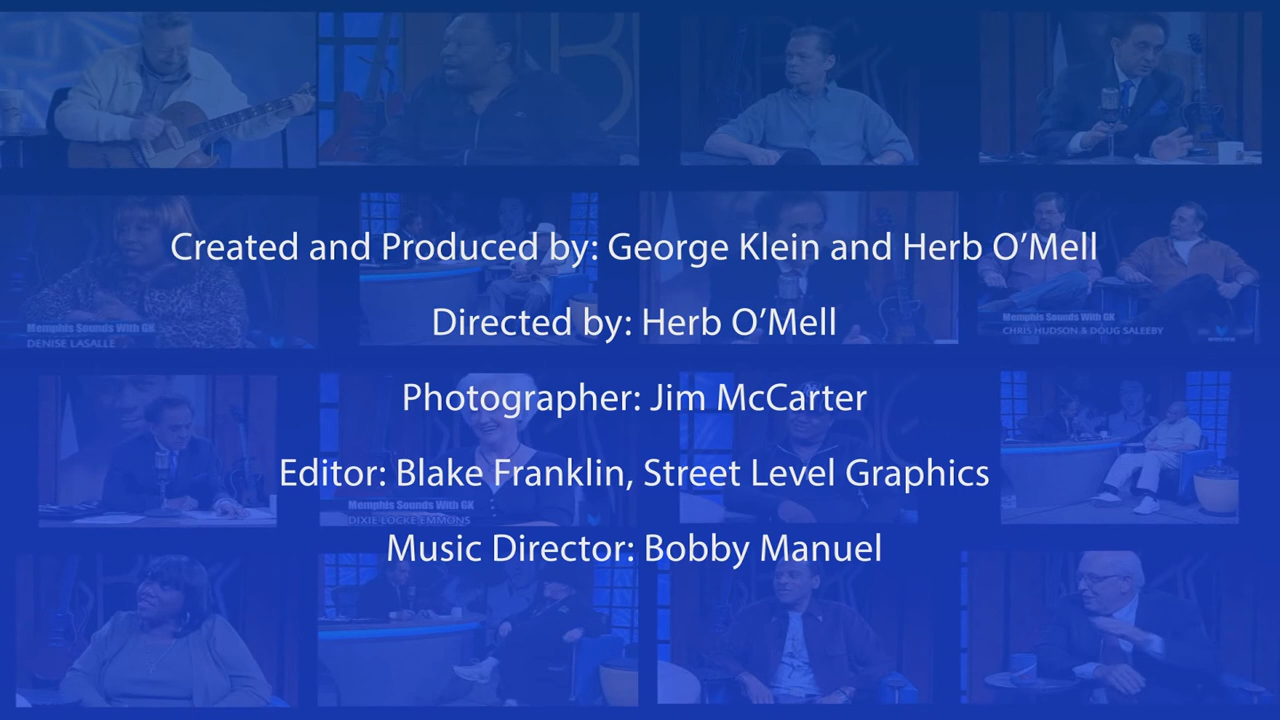 Created and Produced by: George Klein and Herb O’Mell
Memphis Sounds With GK
DENISE LASALLE
Memphis Sounds With GK
CHRIS HUDSON & DOUG SALEEBY
Directed by: Herb O’Mell
Photographer: Jim McCarter
Editor: Blake Franklin, Street Level Graphics
Memphis Sounds With GK
DIXIE LOCKE EMMONS
Music Director: Bobby Manuel